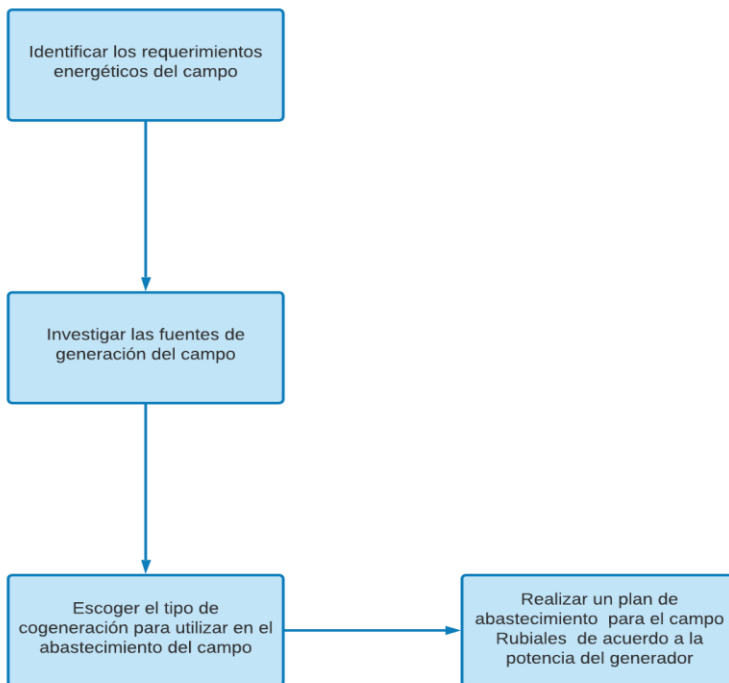 Identificar los requerimientos
energéticos del campo
Investigar las fuentes de
generación del campo
Escoger el tipo de
cogeneración para utilizar en el
abastecimiento del campo
Realizar un plan de
abastecimiento para el campo
Rubiales de acuerdo a la
potencia del generador